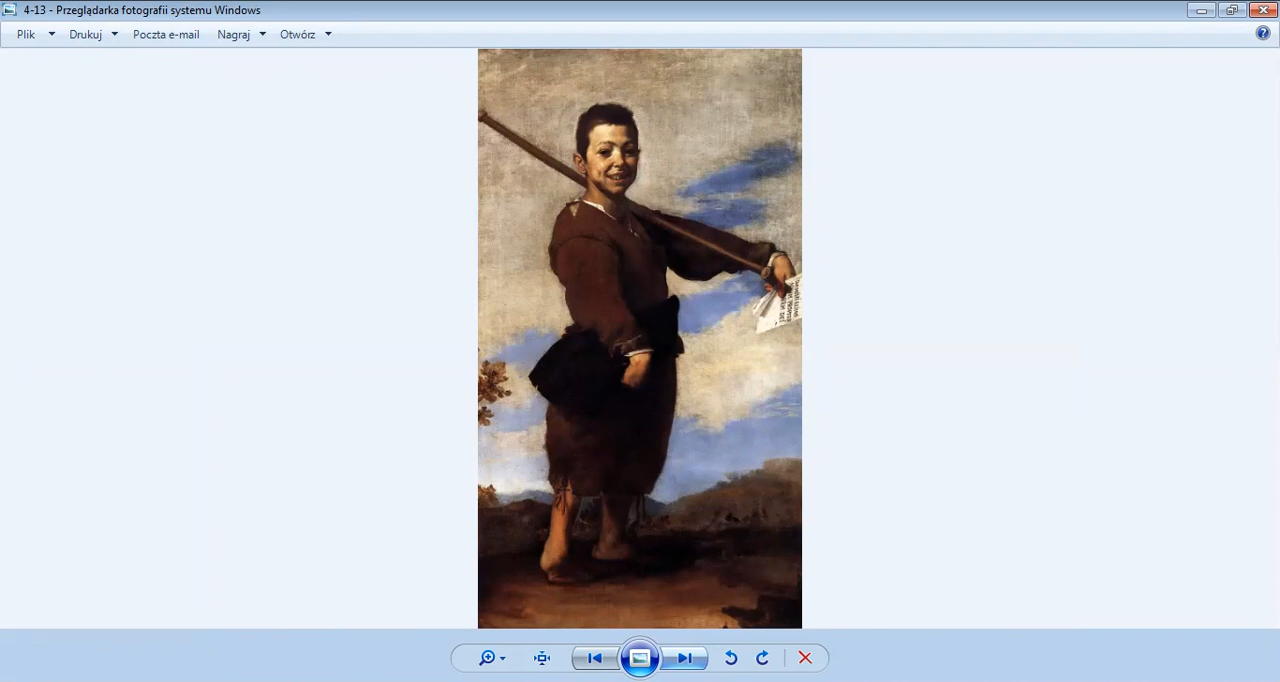 4-13 - Przeglądarka fotografii systemu Windows
Plik Drukuj Poczta e-mail Nagraj Otwórz